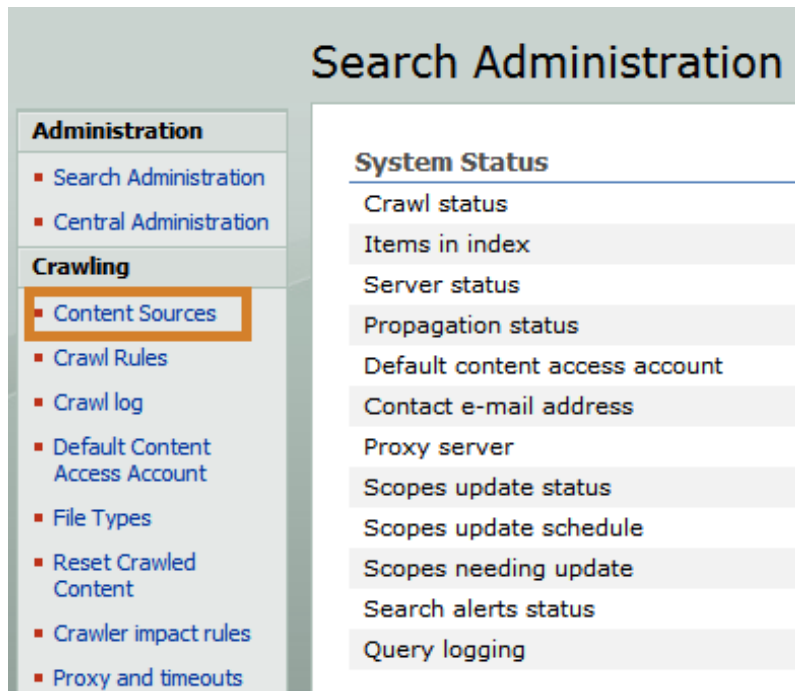 Search Administration
Administration
Search Administration
Central Administration
Crawling
Content Sources
Crawl Rules
Crawl log
Default Content
Access Account
File Types
Reset Crawled
Content
Crawler impact rules
Proxy and timeouts
System Status
Crawl status
Items in index
Server status
Propagation status
Default content access account
Contact e-mail address
Proxy server
Scopes update status
Scopes update schedule
Scopes needing update
Search alerts status
Query logging